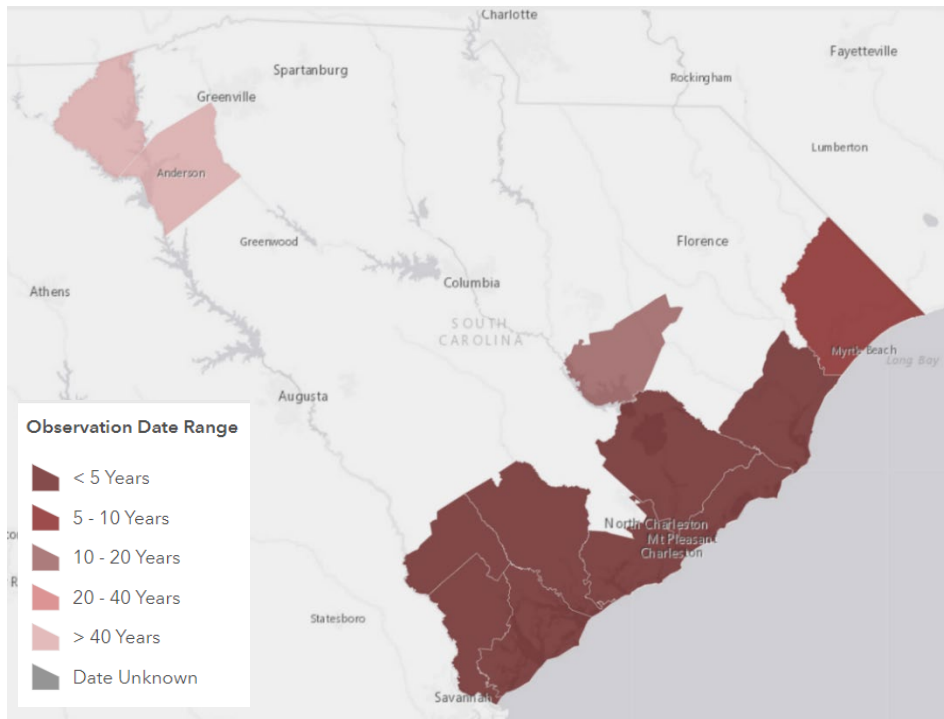 Charlotte
Fayetteville
Spartanburg
Rockingham
Greenville
Lumberton
Anderson
Greenwood
Florence
Columbia
Athens
SOUTH
CAROLINA
Myrtle Beach
Long Bay
Augusta
North Charleston
Mt Pleasan
Charleston
Statesboro
Savannah
Observation Date Range
< 5 Years
5 - 10 Years
10 - 20 Years
20 - 40 Years
> 40 Years
Date Unknown